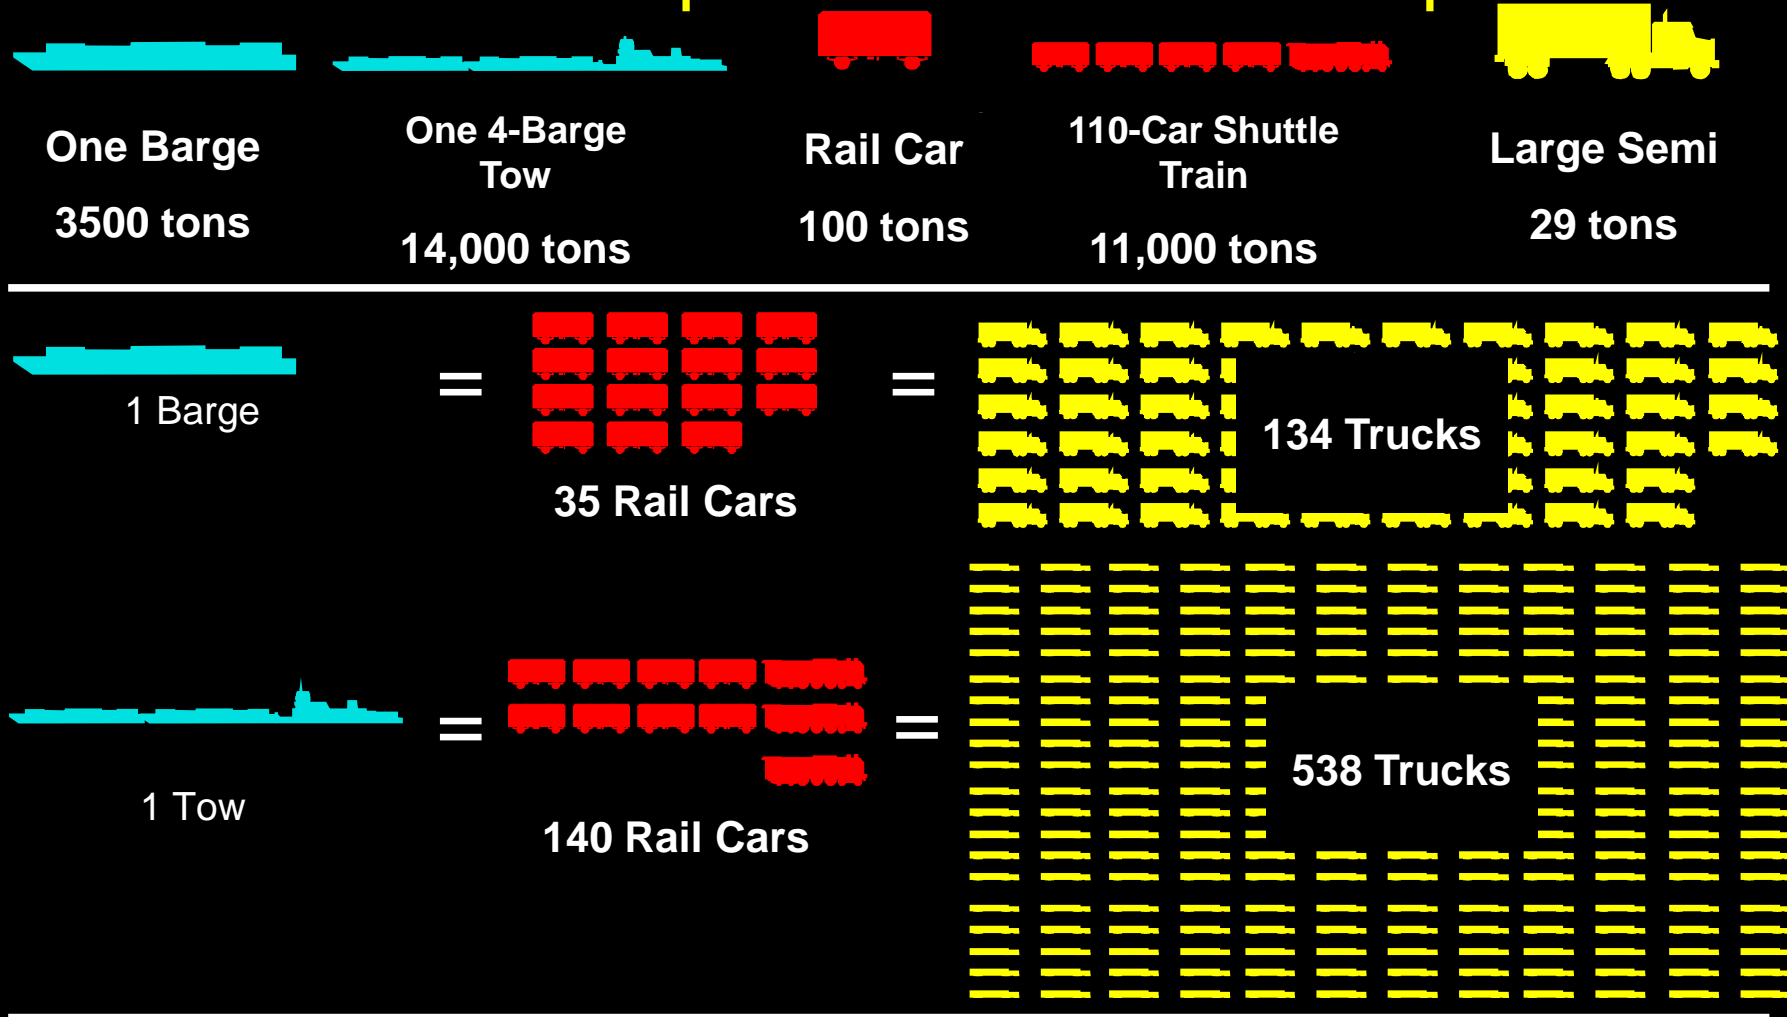 One Barge
3500 tons
One 4-Barge
Tow
14,000 tons
Rail Car
100 tons
110-Car Shuttle
Train
11,000 tons
Large Semi
29 tons
1 Barge
=
35 Rail Cars
=
134 Trucks
1 Tow
=
140 Rail Cars
=
538 Trucks